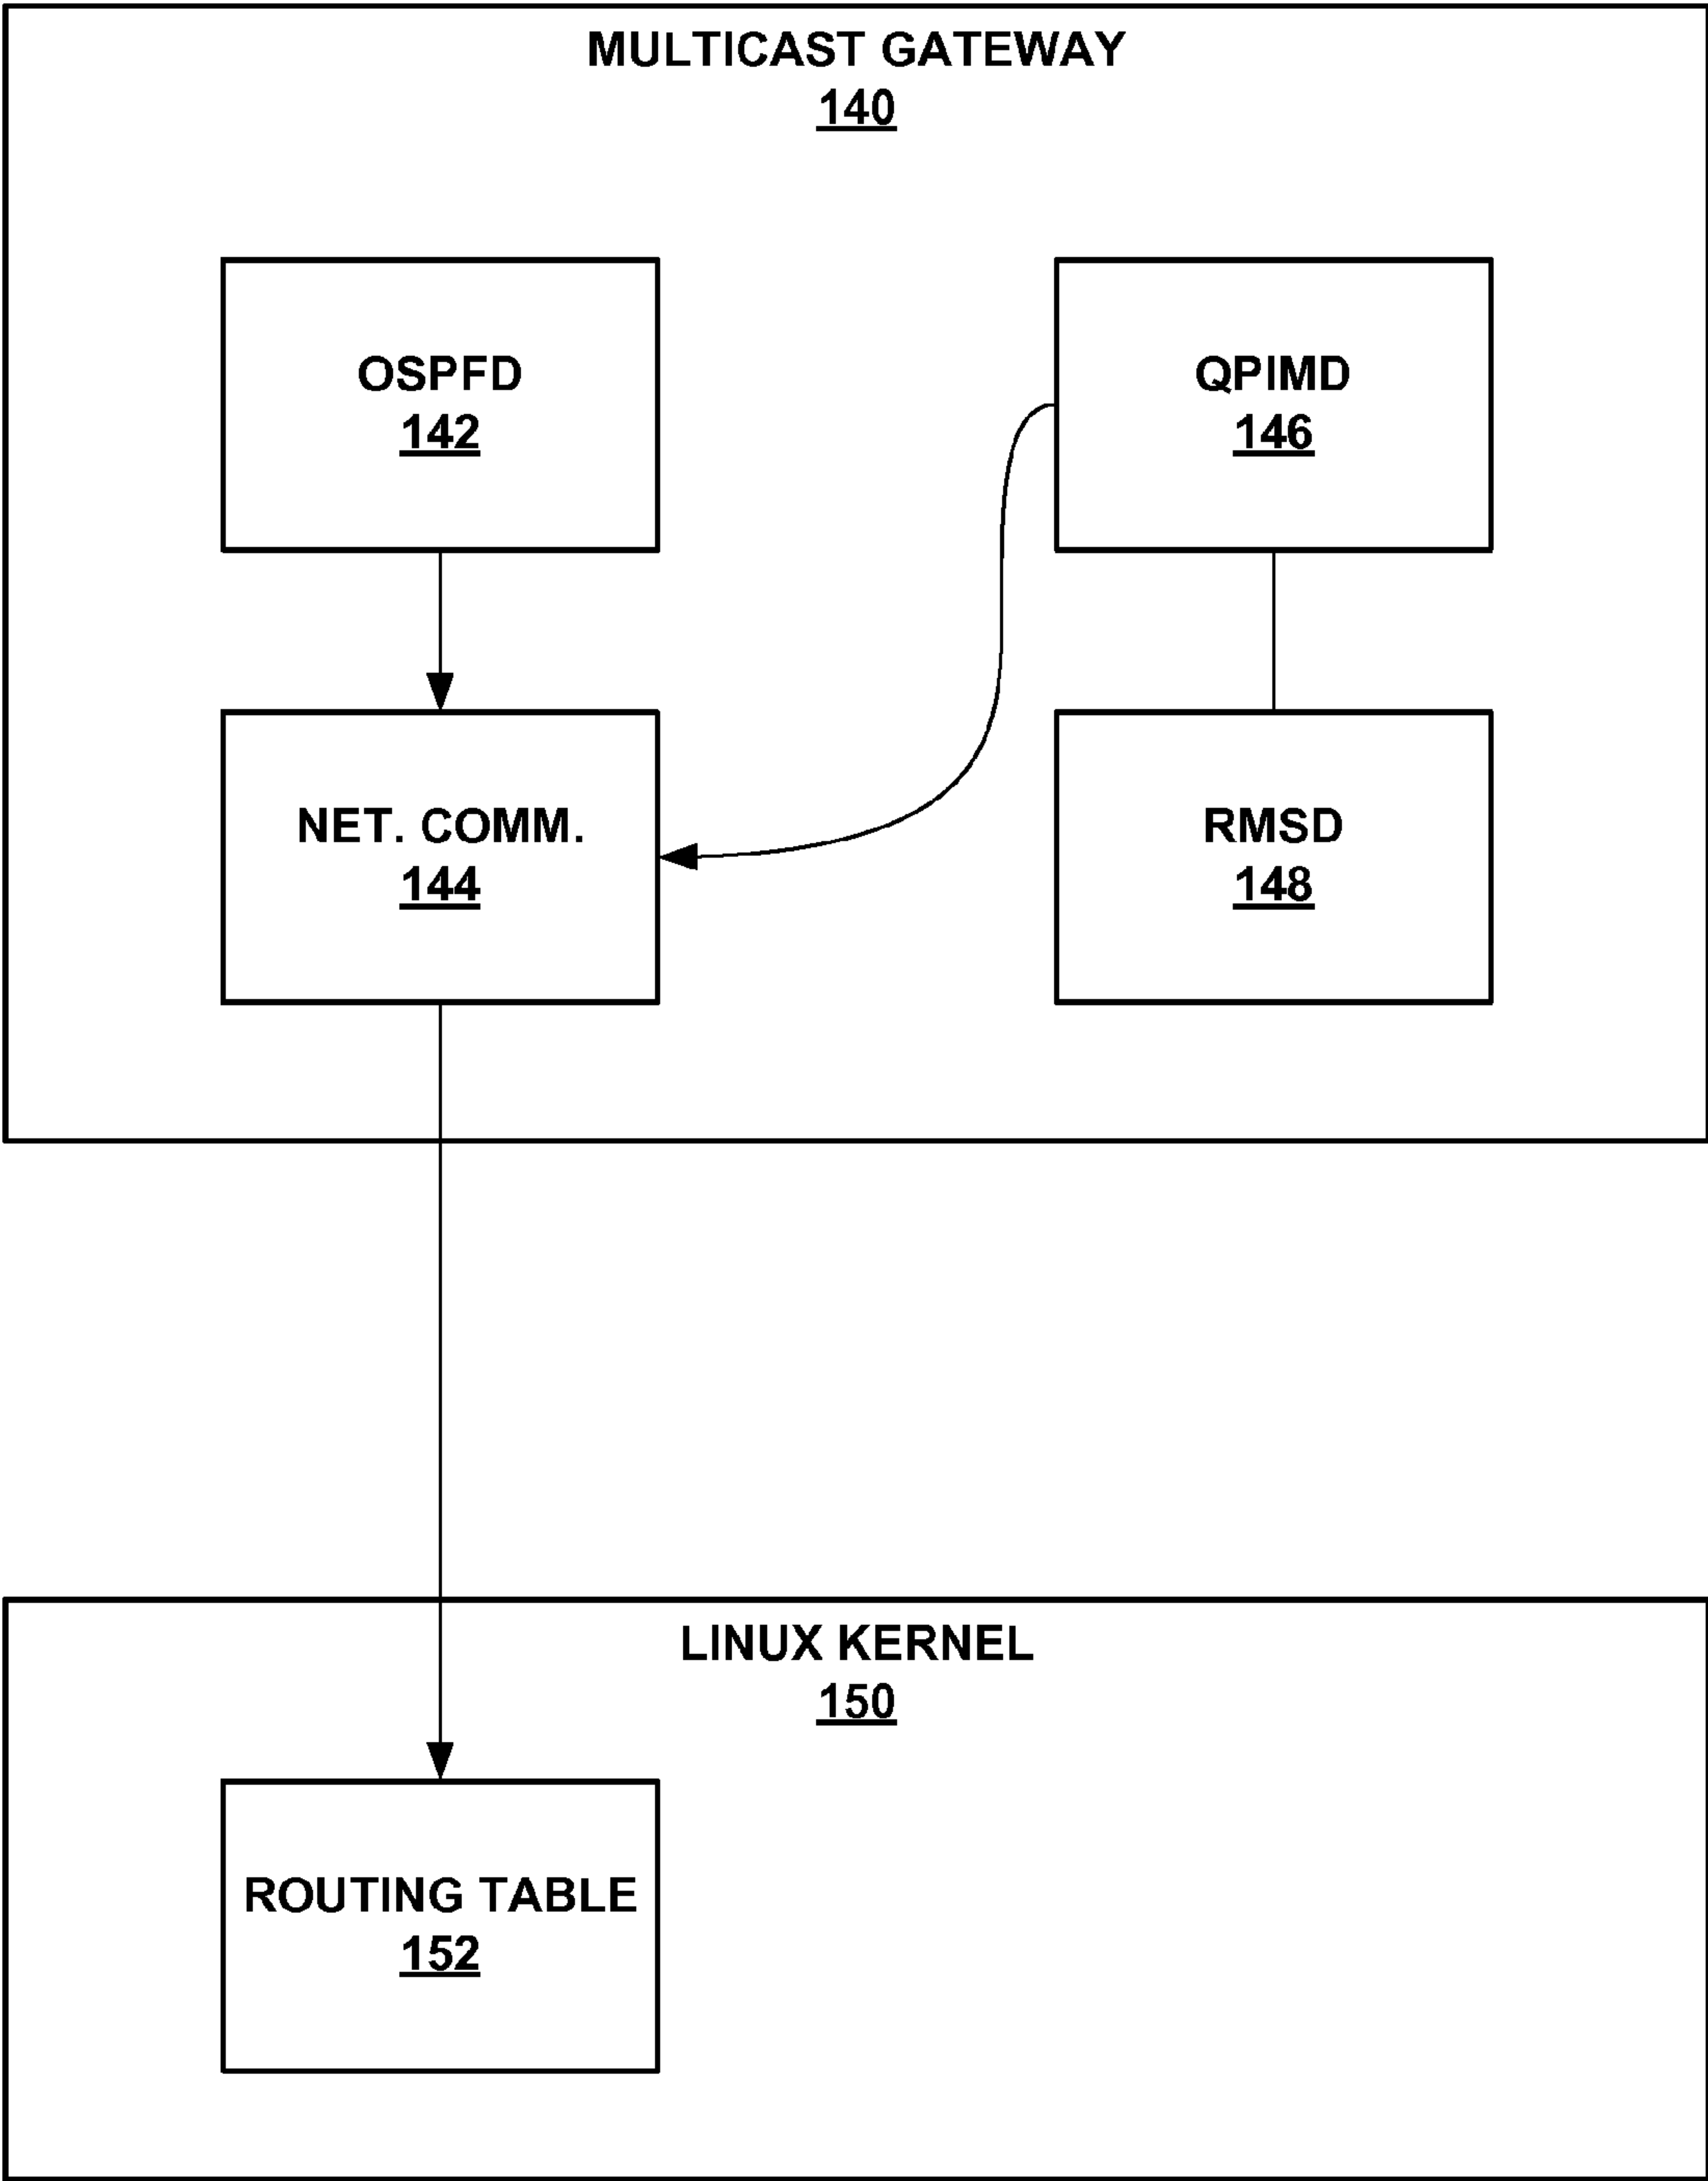 MULTICAST GATEWAY
140
OSPFD
142
QPIMD
146
NET. COMM.
144
RMSD
148
LINUX KERNEL
150
ROUTING TABLE
152